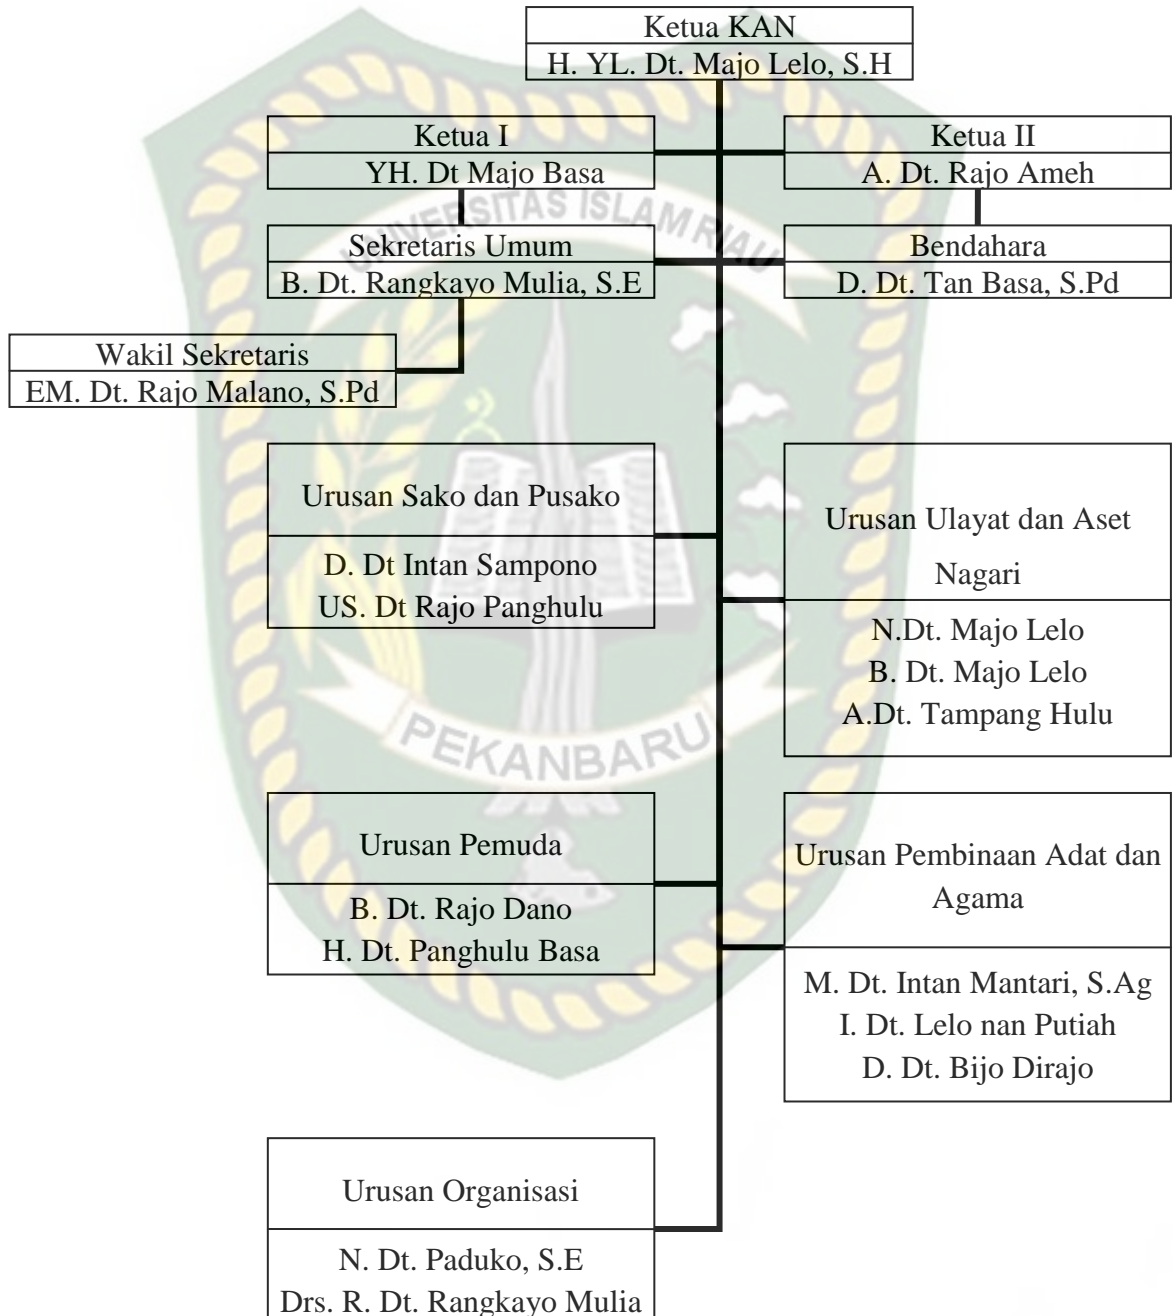 Ketua KAN
H. YL. Dt. Majo Lelo, S.H
Ketua I
YH. Dt Majo Basa
Ketua II
A. Dt. Rajo Ameh
UNIVERSITAS ISLAM RIAU
Sekretaris Umum
B. Dt. Rangkayo Mulia, S.E
Bendahara
D. Dt. Tan Basa, S.Pd
Wakil Sekretaris
EM. Dt. Rajo Malano, S.Pd
Urusan Sako dan Pusako
D. Dt Intan Sampono
US. Dt Rajo Panghulu
Urusan Ulayat dan Aset
Nagari
N.Dt. Majo Lelo
B. Dt. Majo Lelo
A.Dt. Tampang Hulu
PEKANBARU
Urusan Pemuda
B. Dt. Rajo Dano
H. Dt. Panghulu Basa
Urusan Pembinaan Adat dan
Agama
M. Dt. Intan Mantari, S.Ag
I. Dt. Lelo nan Putiah
D. Dt. Bijo Dirajo
Urusan Organisasi
N. Dt. Paduko, S.E
Drs. R. Dt. Rangkayo Mulia